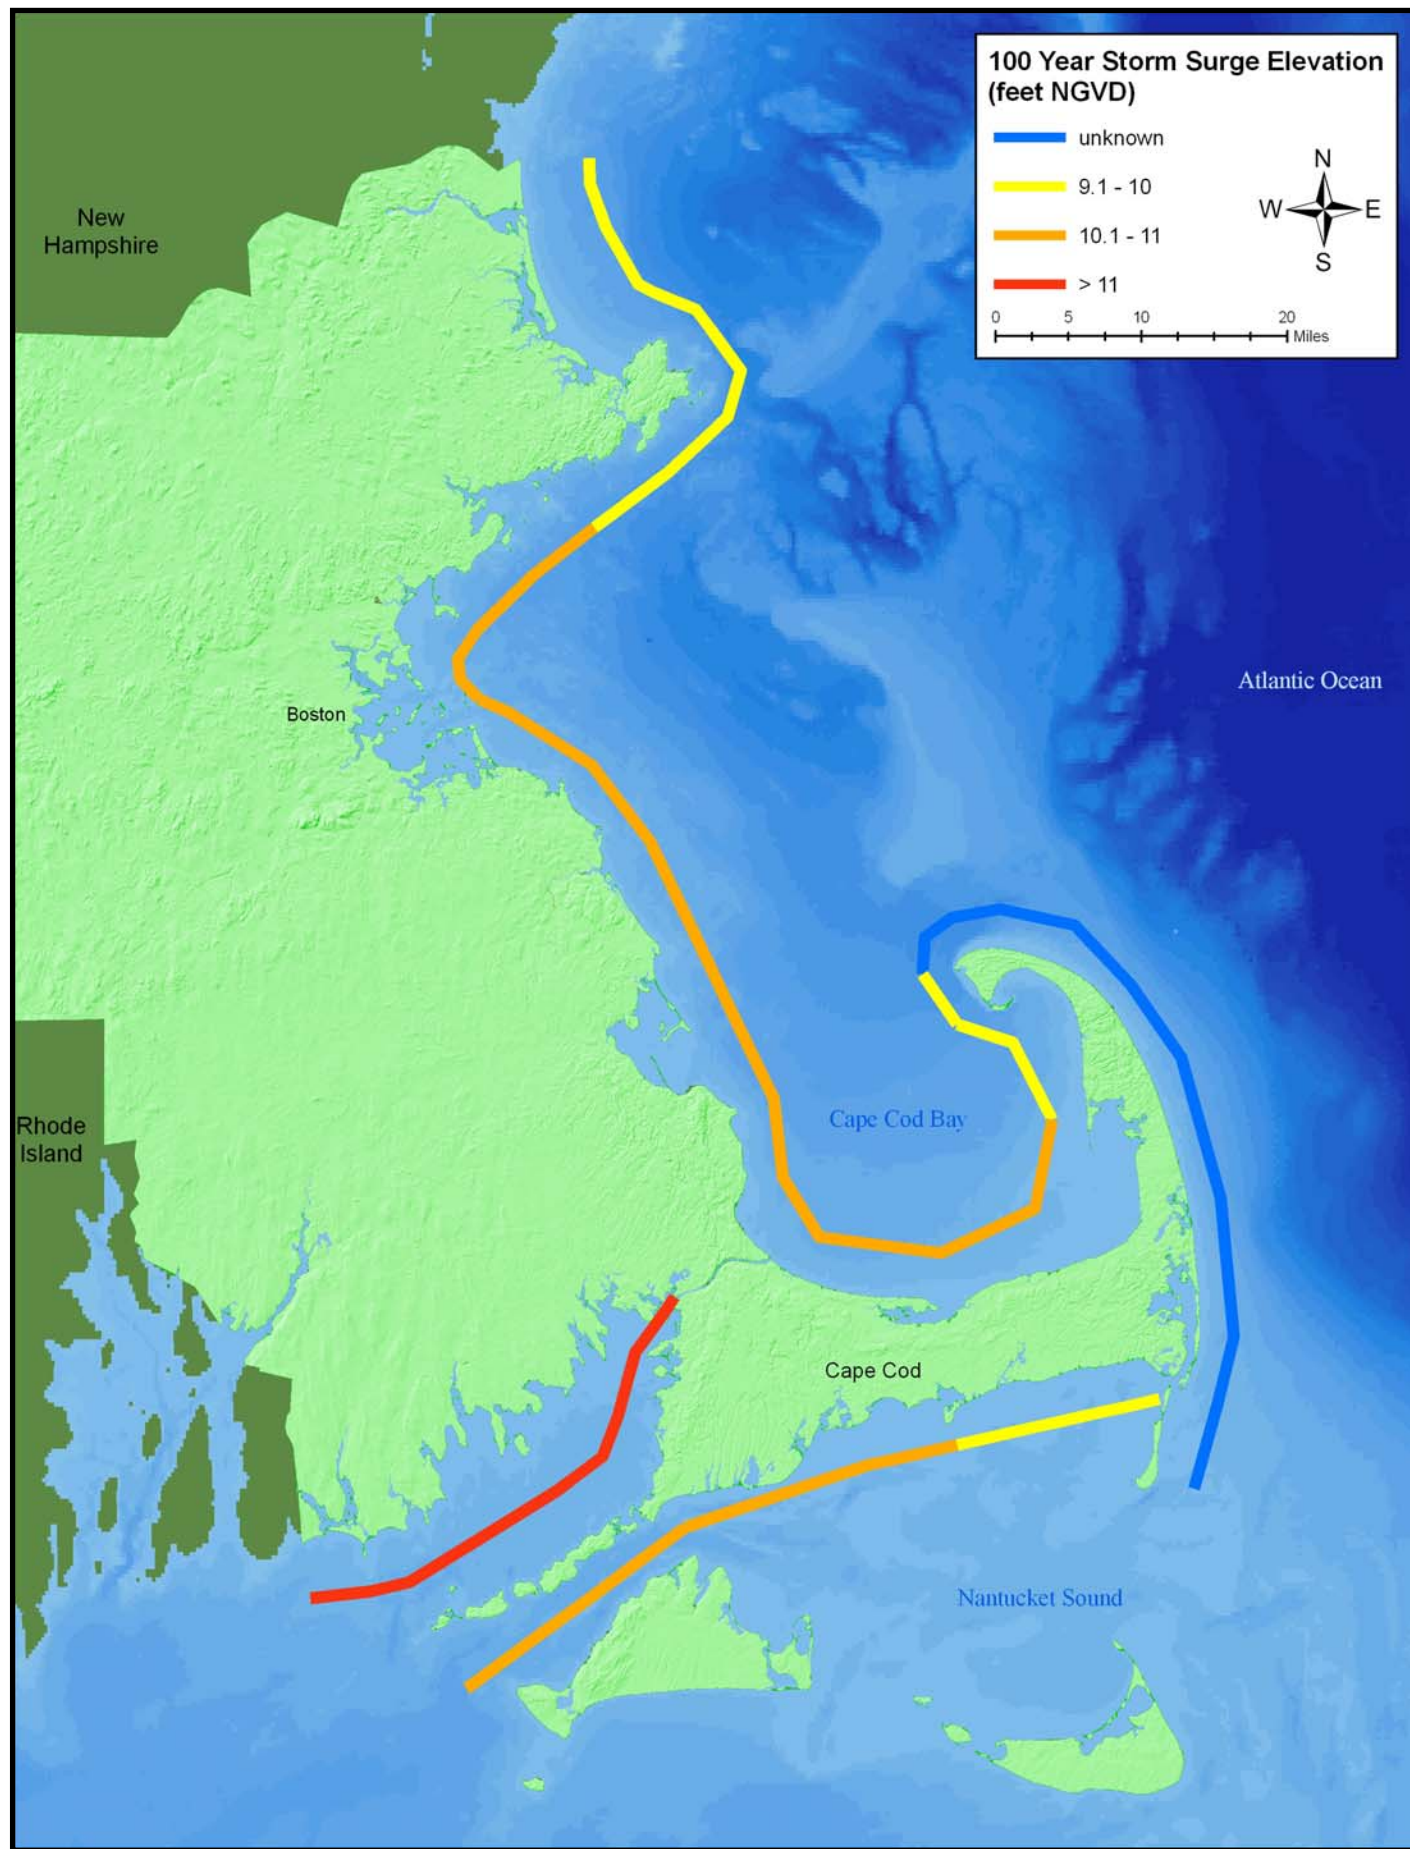 100 Year Storm Surge Elevation
(feet NGVD)
unknown
9.1 - 10
10.1 - 11
> 11
N
W E
S
0 5 10 20
Miles
New
Hampshire
Atlantic Ocean
Boston
Cape Cod Bay
Rhode
Island
Cape Cod
Nantucket Sound